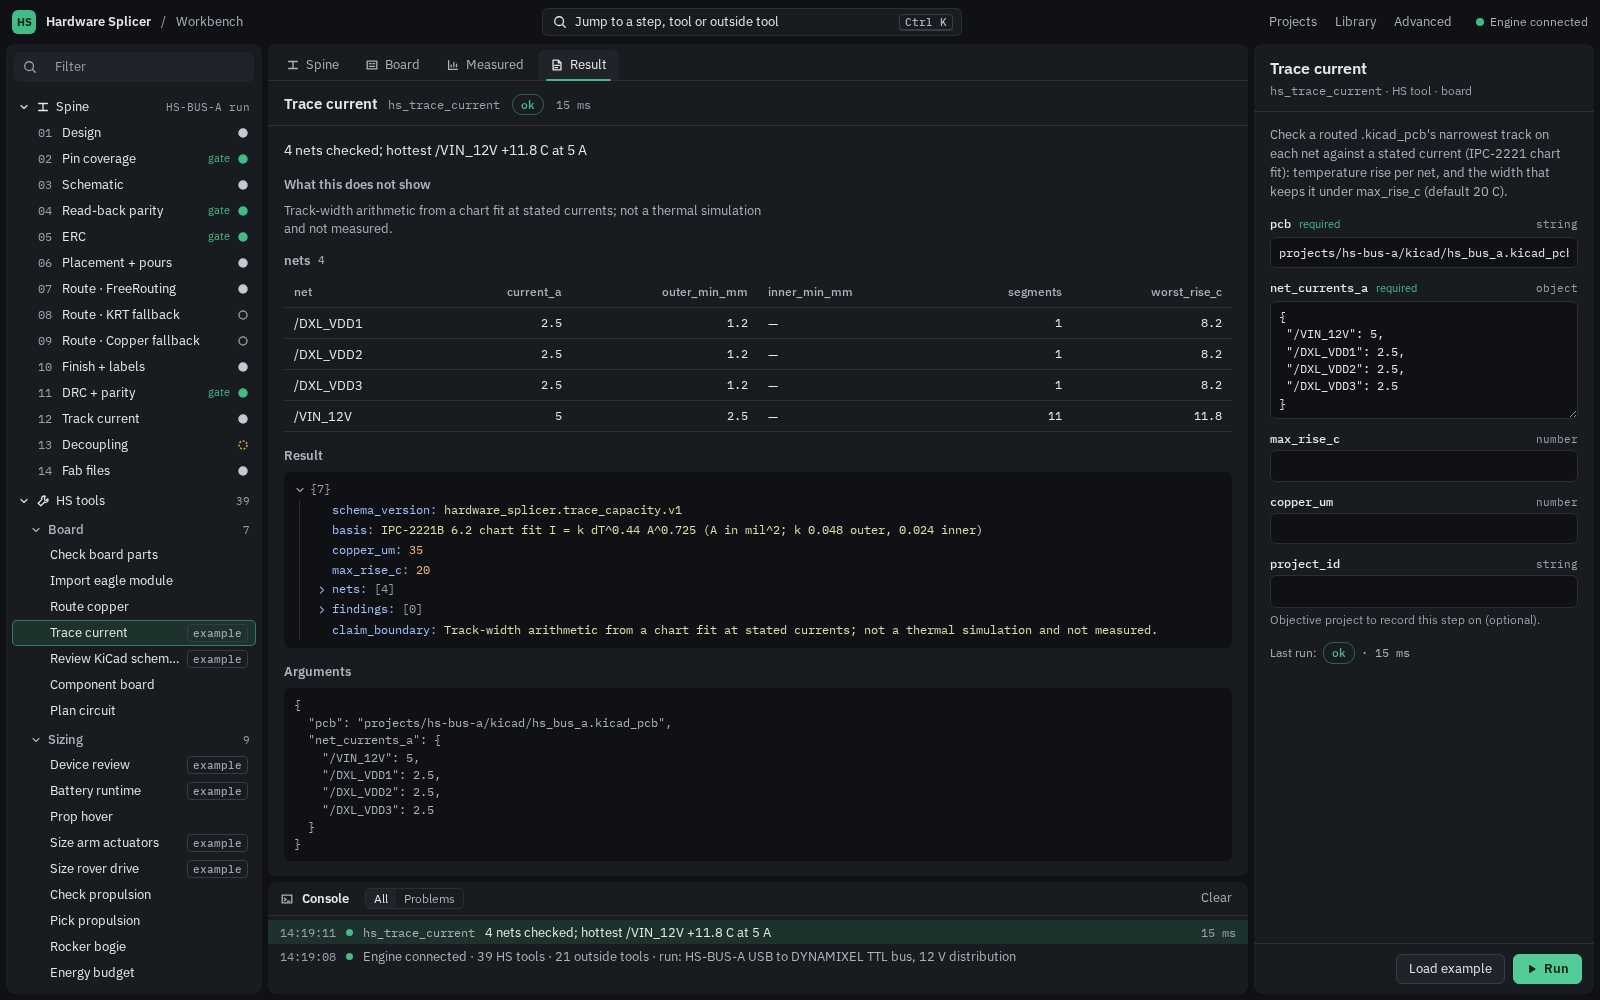 HS Hardware Splicer / Workbench
Jump to a step, tool or outside tool Ctrl K
Projects Library Advanced Engine connected
Filter
Spine HS-BUS-A run
01 Design
02 Pin coverage gate
03 Schematic
04 Read-back parity gate
05 ERC gate
06 Placement + pours
07 Route · FreeRouting
08 Route · KRT fallback
09 Route · Copper fallback
10 Finish + labels
11 DRC + parity gate
12 Track current
13 Decoupling
14 Fab files
HS tools 39
Board 7
Check board parts
Import eagle module
Route copper
Trace current example
Review KiCad schem... example
Component board
Plan circuit
Sizing 9
Device review example
Battery runtime example
Prop hover
Size arm actuators example
Size rover drive example
Check propulsion
Pick propulsion
Rocker bogie
Energy budget
Spine Board Measured Result
Trace current hs_trace_current ok 15 ms
4 nets checked; hottest /VIN_12V +11.8 C at 5 A
What this does not show
Track-width arithmetic from a chart fit at stated currents; not a thermal simulation
and not measured.
nets 4
net current_a outer_min_mm inner_min_mm segments worst_rise_c
/DXL_VDD1 2.5 1.2 — 1 8.2
/DXL_VDD2 2.5 1.2 — 1 8.2
/DXL_VDD3 2.5 1.2 — 1 8.2
/VIN_12V 5 2.5 — 11 11.8
Result
{7}
schema_version: hardware_splicer.trace_capacity.v1
basis: IPC-2221B 6.2 chart fit I = k dT^0.44 A^0.725 (A in mil^2; k 0.048 outer, 0.024 inner)
copper_um: 35
max_rise_c: 20
nets: [4]
findings: [0]
claim_boundary: Track-width arithmetic from a chart fit at stated currents; not a thermal simulation and not measured.
Arguments
{
"pcb": "projects/hs-bus-a/kicad/hs_bus_a.kicad_pcb",
"net_currents_a": {
"/VIN_12V": 5,
"/DXL_VDD1": 2.5,
"/DXL_VDD2": 2.5,
"/DXL_VDD3": 2.5
}
}
Console All Problems Clear
14:19:11 hs_trace_current 4 nets checked; hottest /VIN_12V +11.8 C at 5 A 15 ms
14:19:08 Engine connected · 39 HS tools · 21 outside tools · run: HS-BUS-A USB to DYNAMIXEL TTL bus, 12 V distribution
Trace current
hs_trace_current · HS tool · board
Check a routed .kicad_pcb's narrowest track on
each net against a stated current (IPC-2221 chart
fit): temperature rise per net, and the width that
keeps it under max_rise_c (default 20 C).
pcb required string
projects/hs-bus-a/kicad/hs_bus_a.kicad_pcb
net_currents_a required object
{
"/VIN_12V": 5,
"/DXL_VDD1": 2.5,
"/DXL_VDD2": 2.5,
"/DXL_VDD3": 2.5
}
max_rise_c number
copper_um number
project_id string
Objective project to record this step on (optional).
Last run: ok · 15 ms
Load example Run